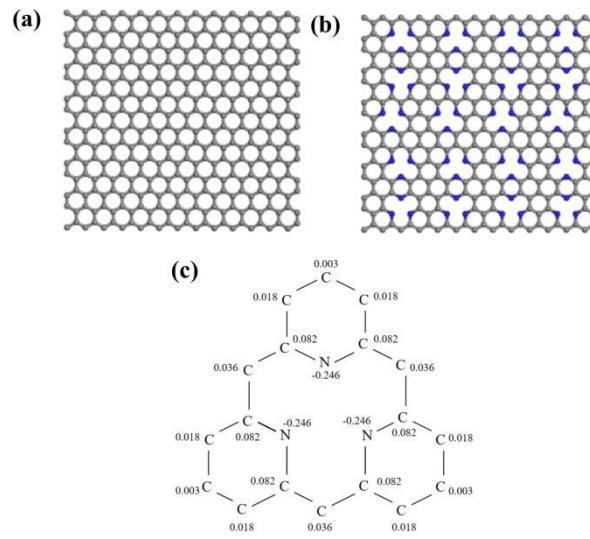 (a)
(b)
(c)
0.003
C
0.018 C C 0.018
0.082 0.082
C C
0.036 C N C 0.036
-0.246
-0.246 -0.246
C C
0.018 C 0.082 N N 0.082 C 0.018
0.082 0.082
0.003 C C C C 0.003
C C C
0.018 0.036 0.018